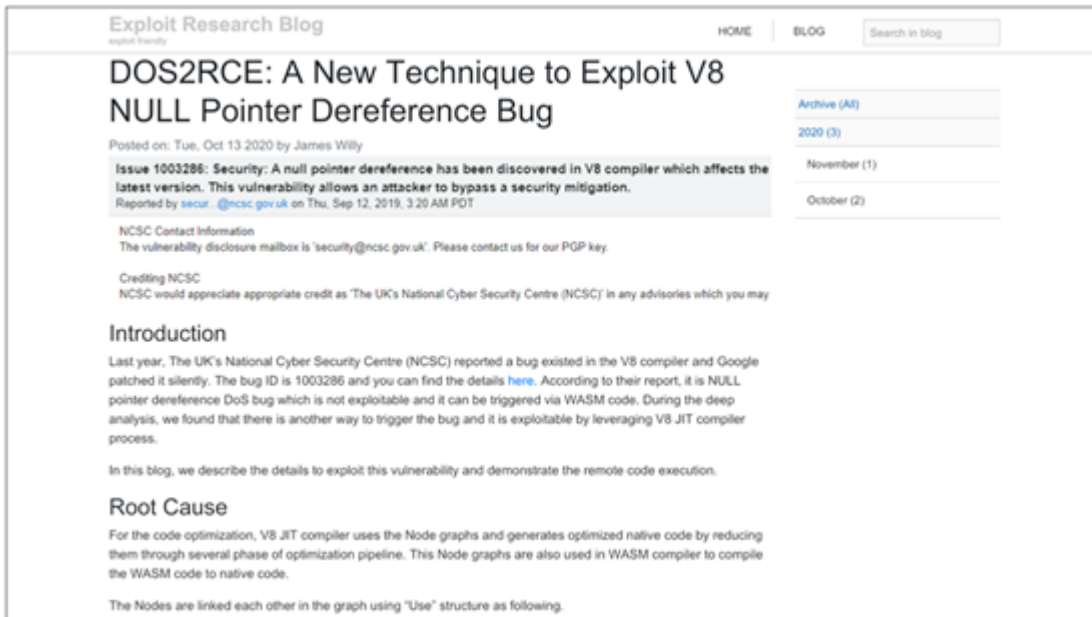 Exploit Research Blog
exploit friendly
HOME
BLOG
Search in blog
DOS2RCE: A New Technique to Exploit V8
NULL Pointer Dereference Bug
Posted on: Tue, Oct 13 2020 by James Willy
Issue 1003286: Security: A null pointer dereference has been discovered in V8 compiler which affects the
latest version. This vulnerability allows an attacker to bypass a security mitigation.
Reported by secur...@ncsc.gov.uk on Thu, Sep 12, 2019, 3:20 AM PDT
NCSC Contact Information
The vulnerability disclosure mailbox is 'security@ncsc.gov.uk'. Please contact us for our PGP key.
Crediting NCSC
NCSC would appreciate appropriate credit as 'The UK's National Cyber Security Centre (NCSC)' in any advisories which you may
Introduction
Last year, The UK's National Cyber Security Centre (NCSC) reported a bug existed in the V8 compiler and Google
patched it silently. The bug ID is 1003286 and you can find the details here. According to their report, it is NULL
pointer dereference DoS bug which is not exploitable and it can be triggered via WASM code. During the deep
analysis, we found that there is another way to trigger the bug and it is exploitable by leveraging V8 JIT compiler
process.
In this blog, we describe the details to exploit this vulnerability and demonstrate the remote code execution.
Root Cause
For the code optimization, V8 JIT compiler uses the Node graphs and generates optimized native code by reducing
them through several phase of optimization pipeline. This Node graphs are also used in WASM compiler to compile
the WASM code to native code.
The Nodes are linked each other in the graph using "Use" structure as following.
Archive (All)
2020 (3)
November (1)
October (2)